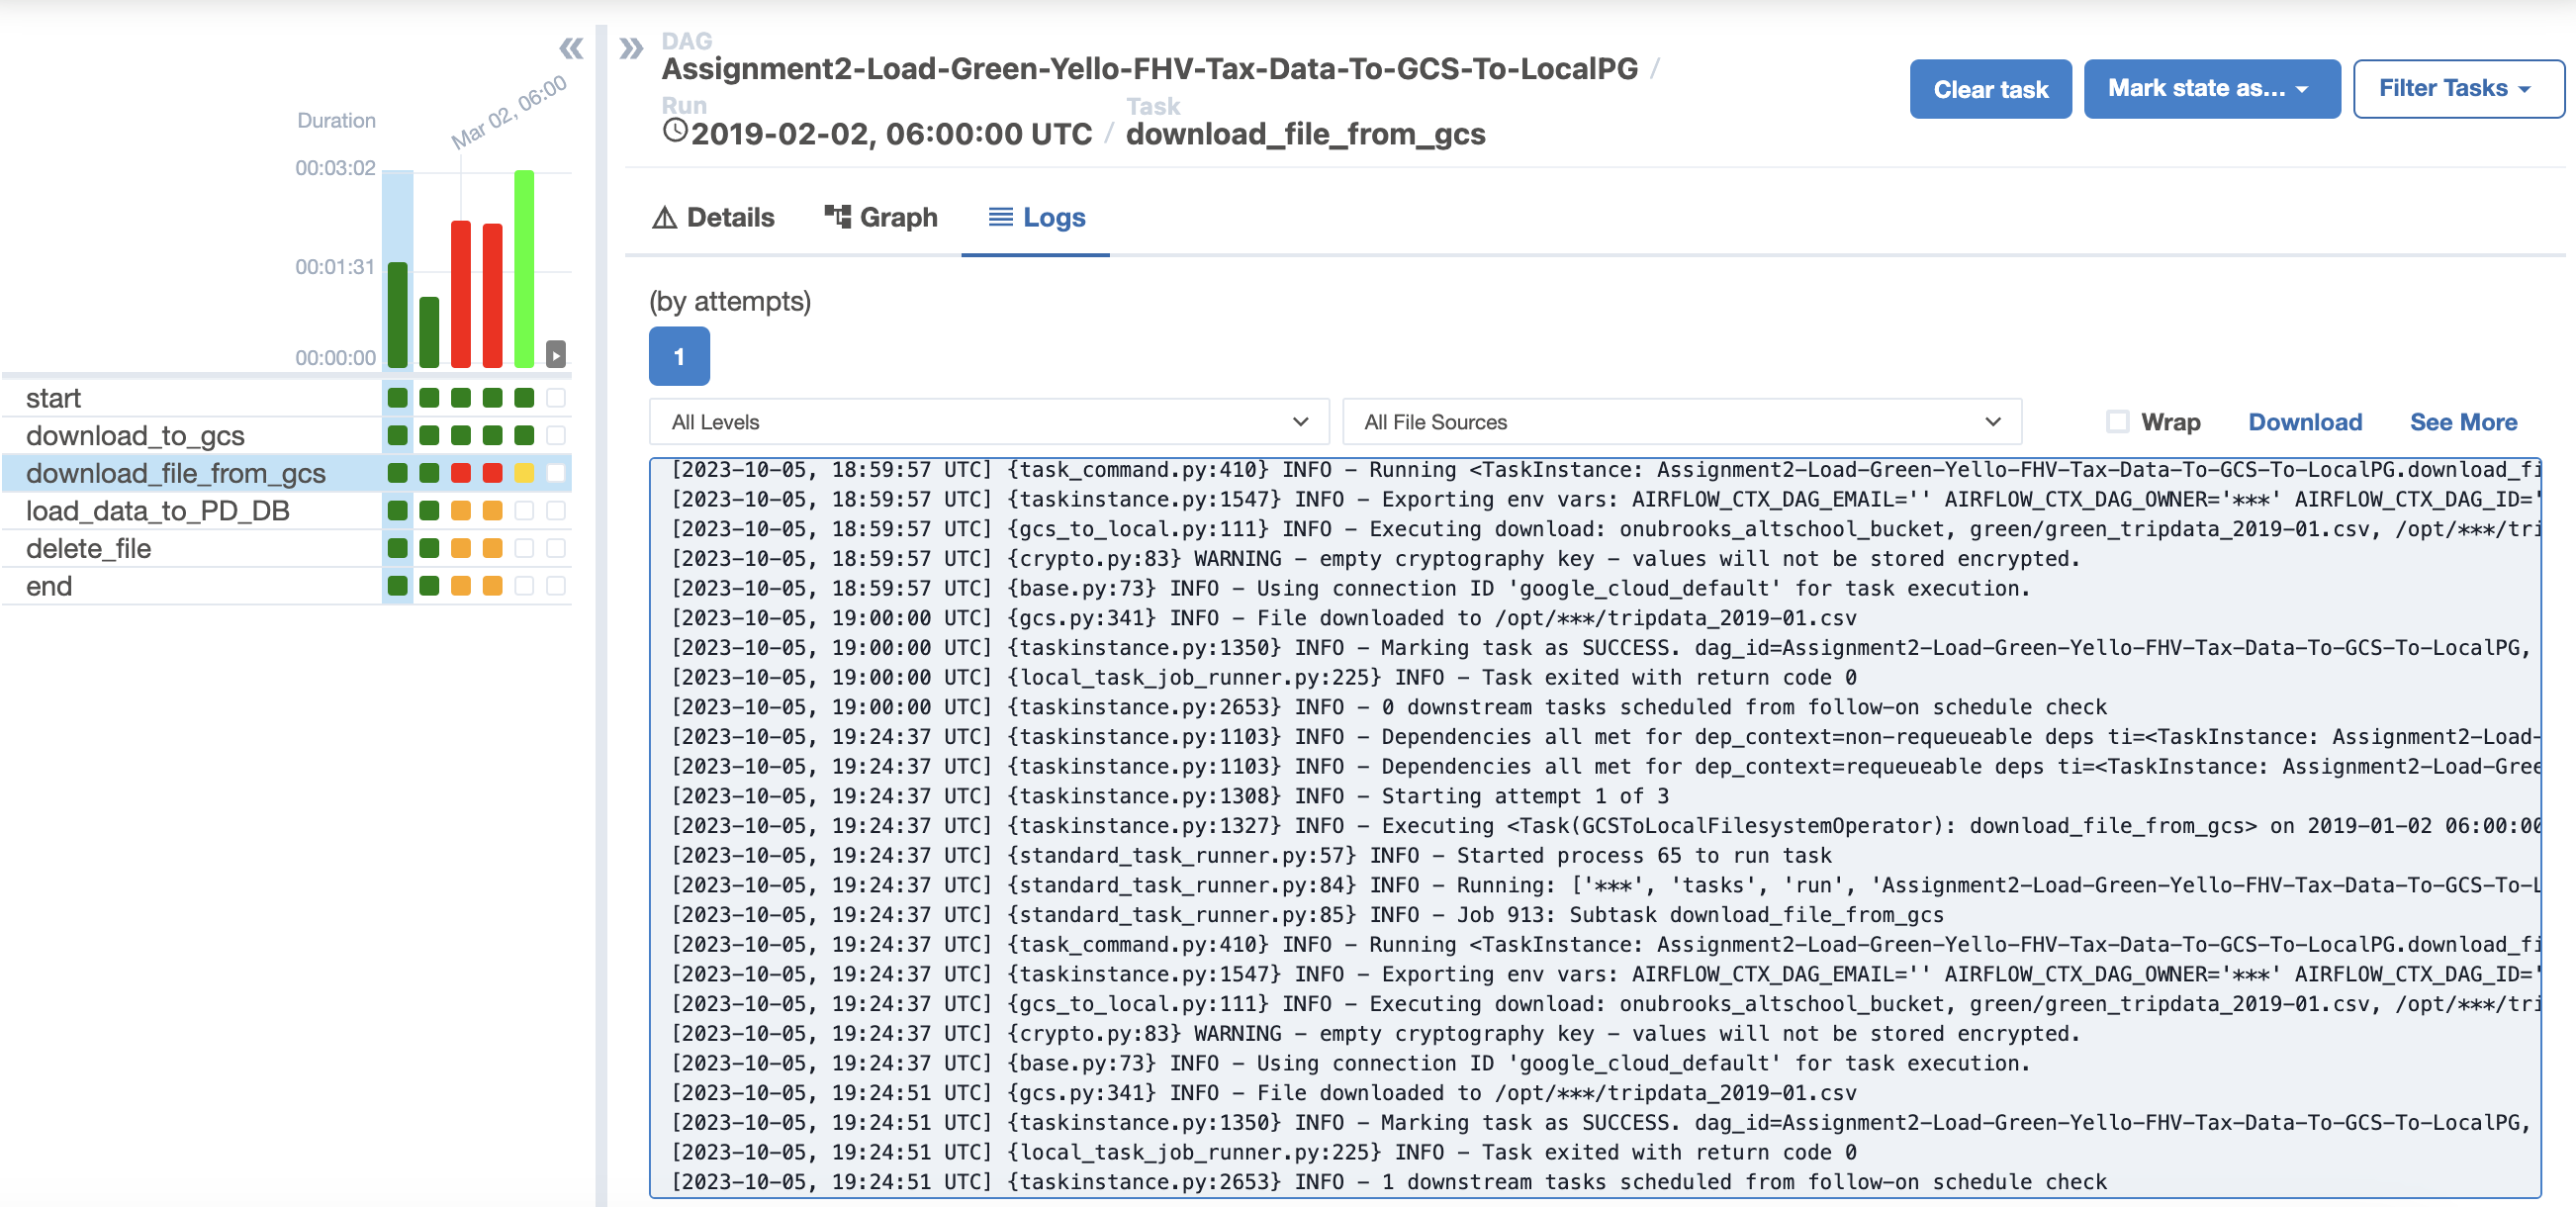 Duration
Mar 02, 06:00
00:03:02
00:01:31
00:00:00
start
download_to_gcs
download_file_from_gcs
load_data_to_PD_DB
delete_file
end
DAG
Assignment2-Load-Green-Yello-FHV-Tax-Data-To-GCS-To-LocalPG /
Run
2019-02-02, 06:00:00 UTC /
Task
download_file_from_gcs
Clear task
Mark state as...
Filter Tasks
Details
Graph
Logs
(by attempts)
1
All Levels
All File Sources
Wrap
Download
See More
[2023-10-05, 18:59:57 UTC] {task_command.py:410} INFO - Running <TaskInstance: Assignment2-Load-Green-Yello-FHV-Tax-Data-To-GCS-To-LocalPG.download_fi
[2023-10-05, 18:59:57 UTC] {taskinstance.py:1547} INFO - Exporting env vars: AIRFLOW_CTX_DAG_EMAIL='' AIRFLOW_CTX_DAG_OWNER='***' AIRFLOW_CTX_DAG_ID='
[2023-10-05, 18:59:57 UTC] {gcs_to_local.py:111} INFO - Executing download: onubrooks_altschool_bucket, green/green_tripdata_2019-01.csv, /opt/***/tri
[2023-10-05, 18:59:57 UTC] {crypto.py:83} WARNING - empty cryptography key - values will not be stored encrypted.
[2023-10-05, 18:59:57 UTC] {base.py:73} INFO - Using connection ID 'google_cloud_default' for task execution.
[2023-10-05, 19:00:00 UTC] {gcs.py:341} INFO - File downloaded to /opt/***/tripdata_2019-01.csv
[2023-10-05, 19:00:00 UTC] {taskinstance.py:1350} INFO - Marking task as SUCCESS. dag_id=Assignment2-Load-Green-Yello-FHV-Tax-Data-To-GCS-To-LocalPG,
[2023-10-05, 19:00:00 UTC] {local_task_job_runner.py:225} INFO - Task exited with return code 0
[2023-10-05, 19:00:00 UTC] {taskinstance.py:2653} INFO - 0 downstream tasks scheduled from follow-on schedule check
[2023-10-05, 19:24:37 UTC] {taskinstance.py:1103} INFO - Dependencies all met for dep_context=non-requeueable deps ti=<TaskInstance: Assignment2-Load-
[2023-10-05, 19:24:37 UTC] {taskinstance.py:1103} INFO - Dependencies all met for dep_context=requeueable deps ti=<TaskInstance: Assignment2-Load-Gree
[2023-10-05, 19:24:37 UTC] {taskinstance.py:1308} INFO - Starting attempt 1 of 3
[2023-10-05, 19:24:37 UTC] {taskinstance.py:1327} INFO - Executing <Task(GCSToLocalFilesystemOperator): download_file_from_gcs> on 2019-01-02 06:00:00
[2023-10-05, 19:24:37 UTC] {standard_task_runner.py:57} INFO - Started process 65 to run task
[2023-10-05, 19:24:37 UTC] {standard_task_runner.py:84} INFO - Running: ['***', 'tasks', 'run', 'Assignment2-Load-Green-Yello-FHV-Tax-Data-To-GCS-To-L
[2023-10-05, 19:24:37 UTC] {standard_task_runner.py:85} INFO - Job 913: Subtask download_file_from_gcs
[2023-10-05, 19:24:37 UTC] {task_command.py:410} INFO - Running <TaskInstance: Assignment2-Load-Green-Yello-FHV-Tax-Data-To-GCS-To-LocalPG.download_fi
[2023-10-05, 19:24:37 UTC] {taskinstance.py:1547} INFO - Exporting env vars: AIRFLOW_CTX_DAG_EMAIL='' AIRFLOW_CTX_DAG_OWNER='***' AIRFLOW_CTX_DAG_ID='
[2023-10-05, 19:24:37 UTC] {gcs_to_local.py:111} INFO - Executing download: onubrooks_altschool_bucket, green/green_tripdata_2019-01.csv, /opt/***/tri
[2023-10-05, 19:24:37 UTC] {crypto.py:83} WARNING - empty cryptography key - values will not be stored encrypted.
[2023-10-05, 19:24:37 UTC] {base.py:73} INFO - Using connection ID 'google_cloud_default' for task execution.
[2023-10-05, 19:24:51 UTC] {gcs.py:341} INFO - File downloaded to /opt/***/tripdata_2019-01.csv
[2023-10-05, 19:24:51 UTC] {taskinstance.py:1350} INFO - Marking task as SUCCESS. dag_id=Assignment2-Load-Green-Yello-FHV-Tax-Data-To-GCS-To-LocalPG,
[2023-10-05, 19:24:51 UTC] {local_task_job_runner.py:225} INFO - Task exited with return code 0
[2023-10-05, 19:24:51 UTC] {taskinstance.py:2653} INFO - 1 downstream tasks scheduled from follow-on schedule check